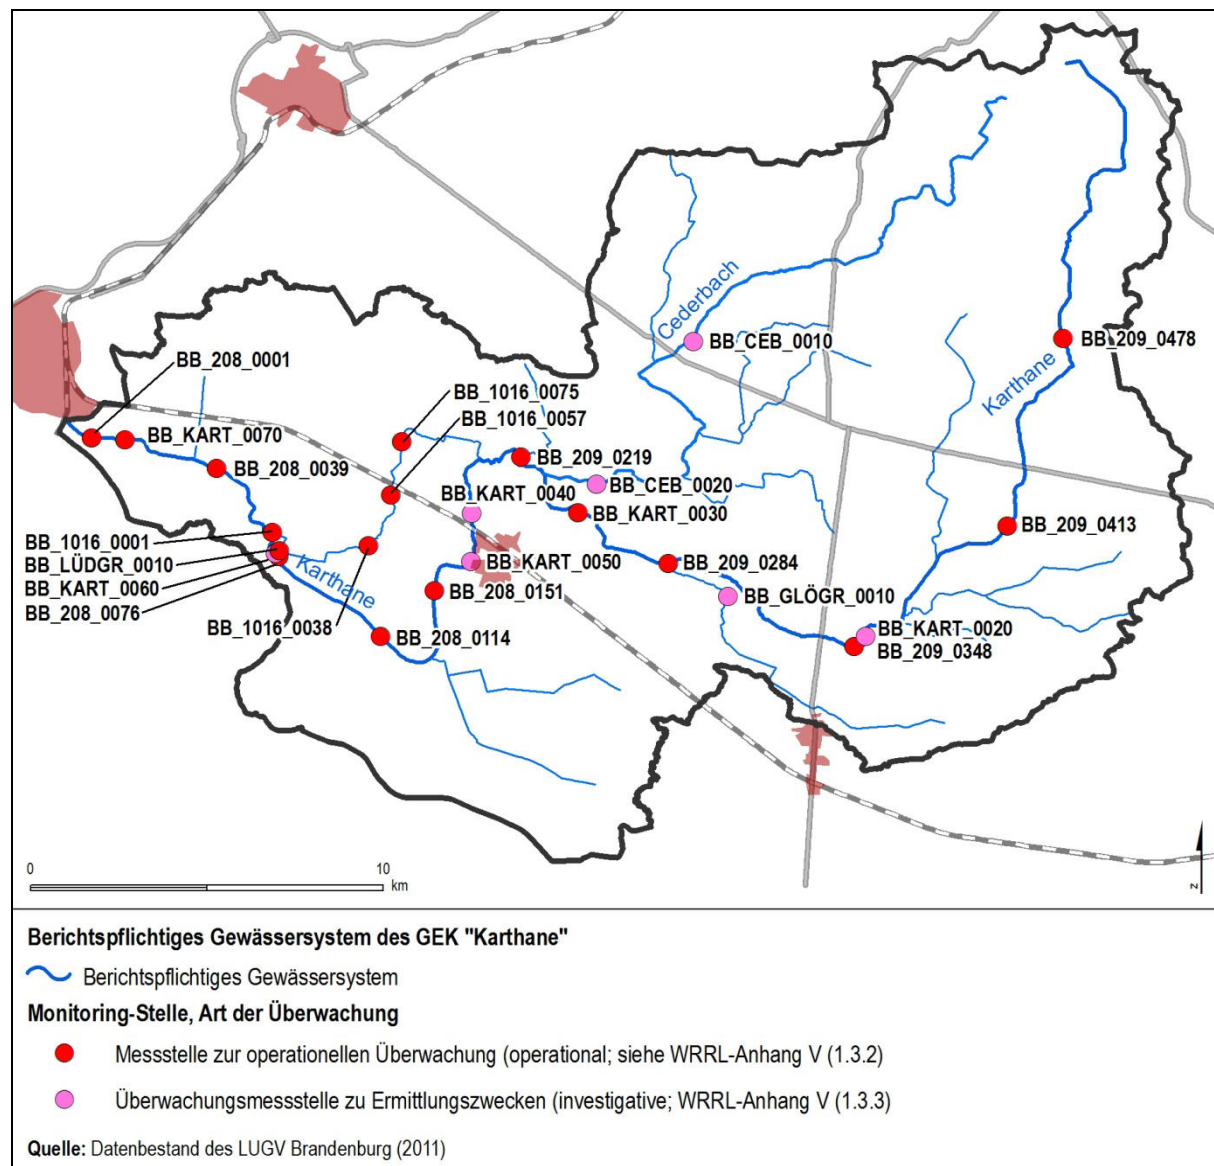 Cederbach
BB_CEB_0010
BB_209_0478
Karthane
BB_208_0001
BB_1016_0075
BB_1016_0057
BB_KART_0070
BB_208_0039
BB_209_0219
BB_CEB_0020
BB_KART_0040
BB_KART_0030
BB_1016_0001
BB_LÜDGR_0010
BB_KART_0060
BB_208_0076
Karthane
BB_1016_0038
BB_KART_0050
BB_208_0151
BB_208_0114
BB_209_0284
BB_209_0413
BB_GLÖGR_0010
BB_KART_0020
BB_209_0348
0 10
km
N
Berichtspflichtiges Gewässersystem des GEK "Karthane"
Berichtspflichtiges Gewässersystem
Monitoring-Stelle, Art der Überwachung
Messstelle zur operationellen Überwachung (operational; siehe WRRL-Anhang V (1.3.2)
Überwachungsmessstelle zu Ermittlungszwecken (investigative; WRRL-Anhang V (1.3.3)
Quelle: Datenbestand des LUGV Brandenburg (2011)